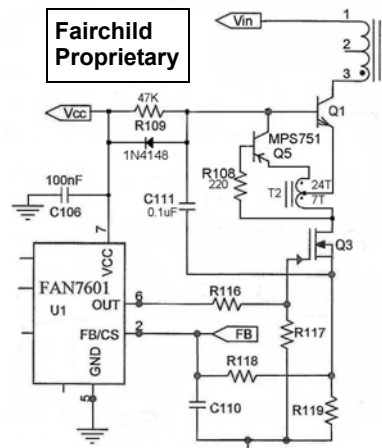 Fairchild
Proprietary
Vin
1
2
3
47K
R109
Vcc
Q1
MPS751
Q5
1N4148
R108
220
100nF
C106
C111
0.1uF
T2
24T
7T
7
VCC
Q3
FAN7601
U1
OUT
6
R116
FB/CS
2
FB
R117
GND
R118
5
C110
R119